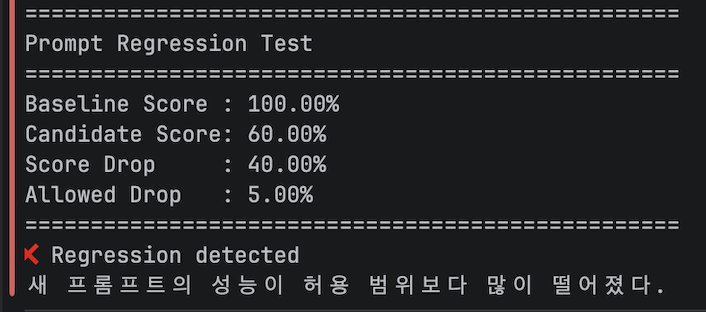 ==================================================
Prompt Regression Test
==================================================
Baseline Score : 100.00%
Candidate Score: 60.00%
Score Drop     : 40.00%
Allowed Drop   : 5.00%
==================================================
❌ Regression detected
새 프롬프트의 성능이 허용 범위보다 많이 떨어졌다.